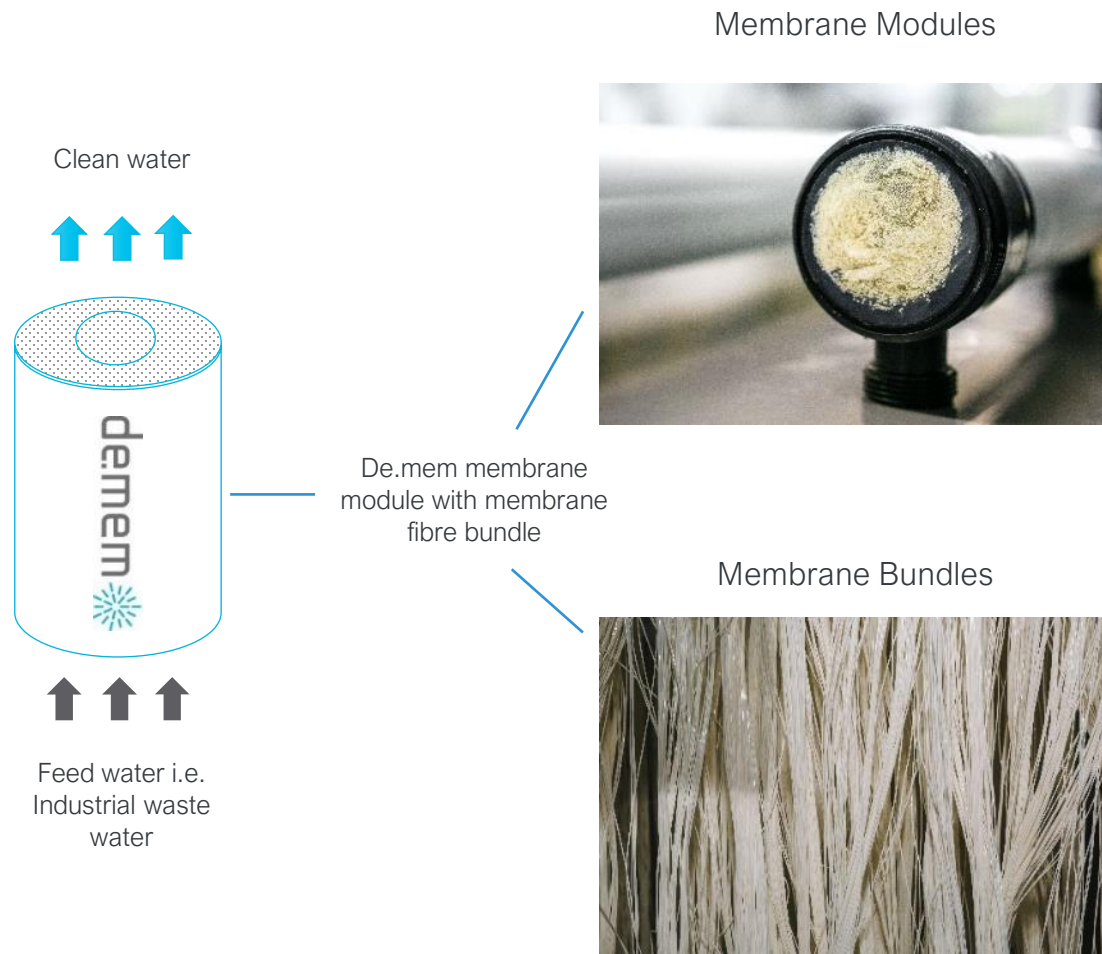 Membrane Modules
Clean water
de.mem
De.mem membrane
module with membrane
fibre bundle
Membrane Bundles
Feed water i.e.
Industrial waste
water